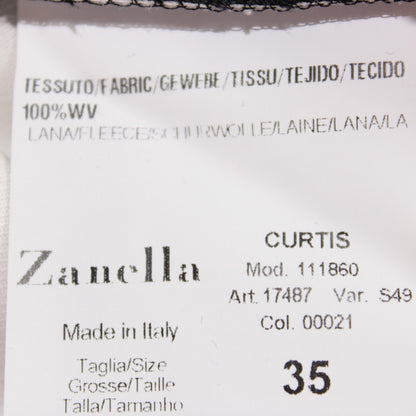 TESSUTO/FABRIC/GEWEBE/TISSU/TEJIDO/TECIDO
100%WV
LANA/FLEECE/SCHURWOLLE/LAINE/LANA/LA
Zanella
CURTIS
Mod. 111860
Art. 17487 Var. S49
Col. 00021
Made in Italy
Taglia/Size
Grosse/Taille
Talla/Tamanho
35